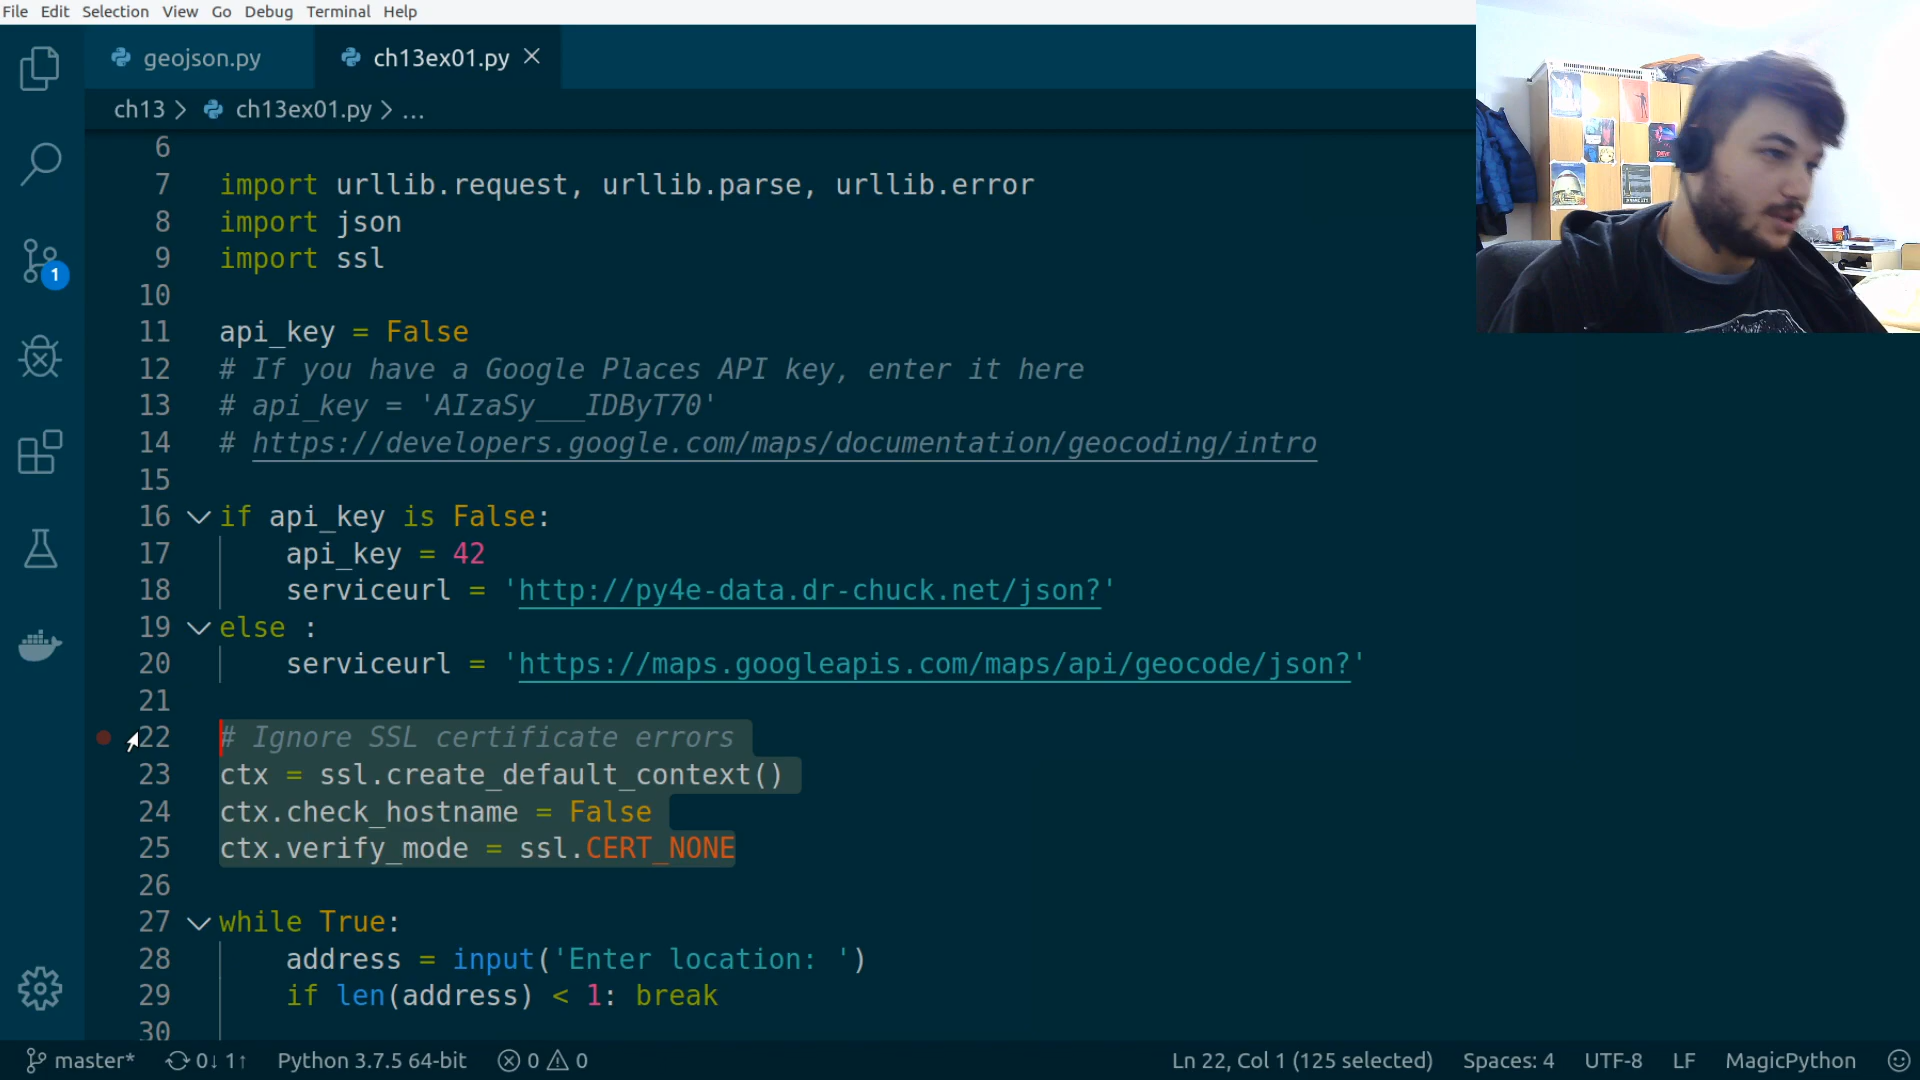 File Edit Selection View Go Debug Terminal Help
geojson.py ch13ex01.py
ch13 > ch13ex01.py > ...
6
7 import urllib.request, urllib.parse, urllib.error
8 import json
9 import ssl
10
11 api_key = False
12 # If you have a Google Places API key, enter it here
13 # api_key = 'AIzaSy___IDByT70'
14 # https://developers.google.com/maps/documentation/geocoding/intro
15
16 if api_key is False:
17 api_key = 42
18 serviceurl = 'http://py4e-data.dr-chuck.net/json?'
19 else :
20 serviceurl = 'https://maps.googleapis.com/maps/api/geocode/json?'
21
22 # Ignore SSL certificate errors
23 ctx = ssl.create_default_context()
24 ctx.check_hostname = False
25 ctx.verify_mode = ssl.CERT_NONE
26
27 while True:
28 address = input('Enter location: ')
29 if len(address) < 1: break
30
1
master* 0↓ 1↑ Python 3.7.5 64-bit 0 0 Ln 22, Col 1 (125 selected) Spaces: 4 UTF-8 LF MagicPython